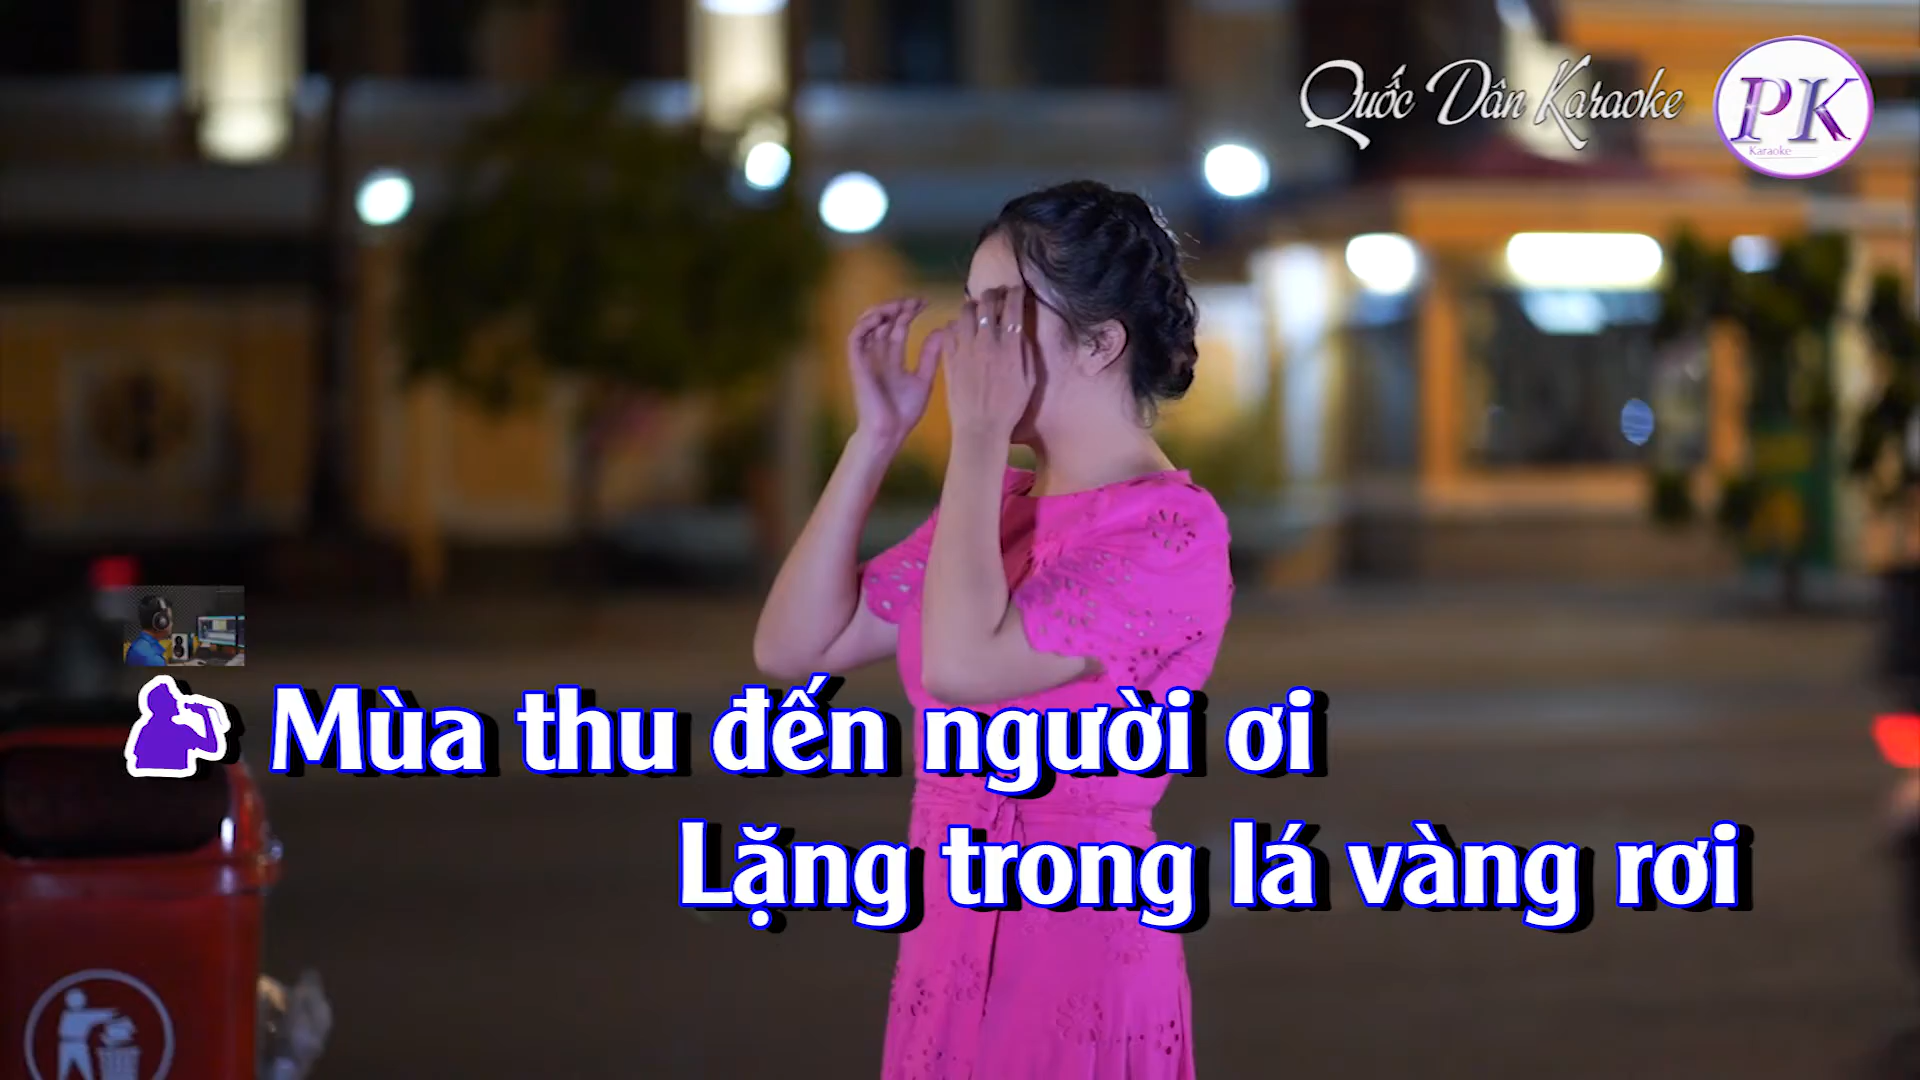 Quốc Dân Karaoke
PK
Karaoke
Mùa thu đến người ơi
Lặng trong lá vàng rơi